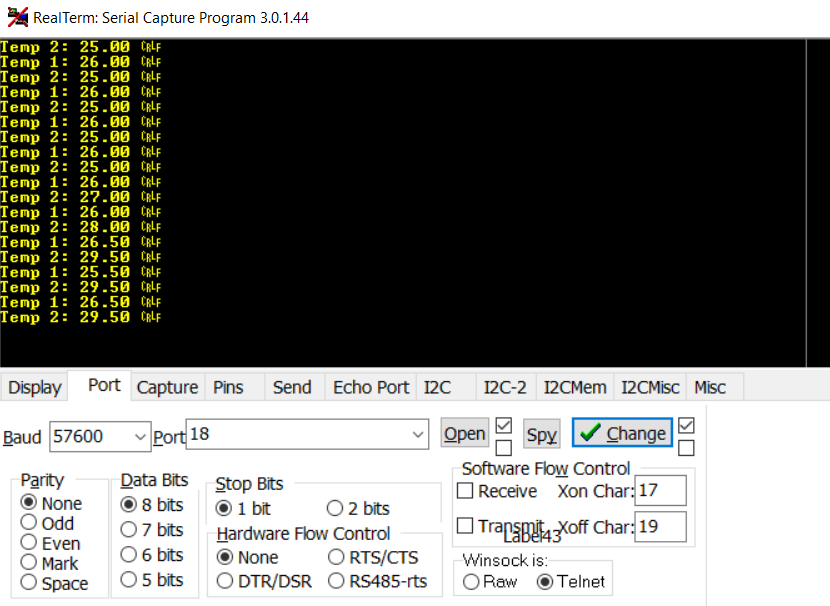 RealTerm: Serial Capture Program 3.0.1.44
Temp 2: 25.00 CRLF
Temp 1: 26.00 CRLF
Temp 2: 25.00 CRLF
Temp 1: 26.00 CRLF
Temp 2: 25.00 CRLF
Temp 1: 26.00 CRLF
Temp 2: 25.00 CRLF
Temp 1: 26.00 CRLF
Temp 2: 25.00 CRLF
Temp 1: 26.00 CRLF
Temp 2: 27.00 CRLF
Temp 1: 26.00 CRLF
Temp 2: 28.00 CRLF
Temp 1: 26.50 CRLF
Temp 2: 29.50 CRLF
Temp 1: 25.50 CRLF
Temp 2: 29.50 CRLF
Temp 1: 26.50 CRLF
Temp 2: 29.50 CRLF
Display Port Capture Pins Send Echo Port I2C I2C-2 I2CMem I2CMisc Misc
Baud 57600 Port 18 Open Spy Change
Parity
None
Odd
Even
Mark
Space
Data Bits
8 bits
7 bits
6 bits
5 bits
Stop Bits
1 bit 2 bits
Hardware Flow Control
None RTS/CTS
DTR/DSR RS485-rts
Software Flow Control
Receive Xon Char: 17
Transmit Xoff Char: 19
Label43
Winsock is:
Raw Telnet